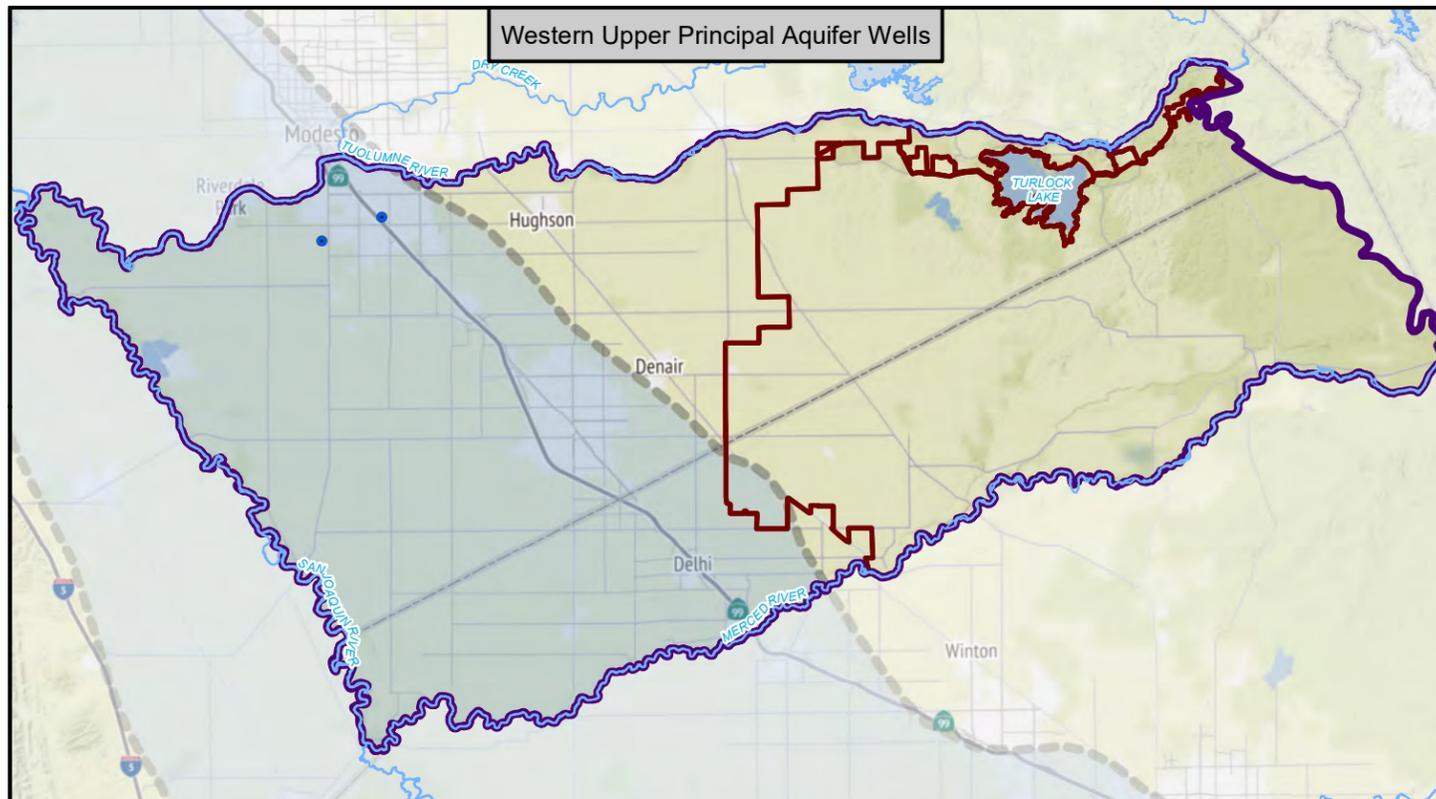 Western Upper Principal Aquifer Wells
DRY CREEK
Modesto
TUOLUMNE RIVER
99
Riverdale
Park
Hughson
TURLOCK
LAKE
Denair
Delhi
SAN JOAQUIN RIVER
5
99
MERCED RIVER
Winton
99
5